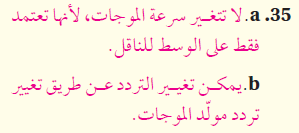 35. a. لا تتغير سرعة الموجات، لأنها تعتمد
فقط على الوسط الناقل.
b. يمكن تغيير التردد عن طريق تغيير
تردد مولّد الموجات.